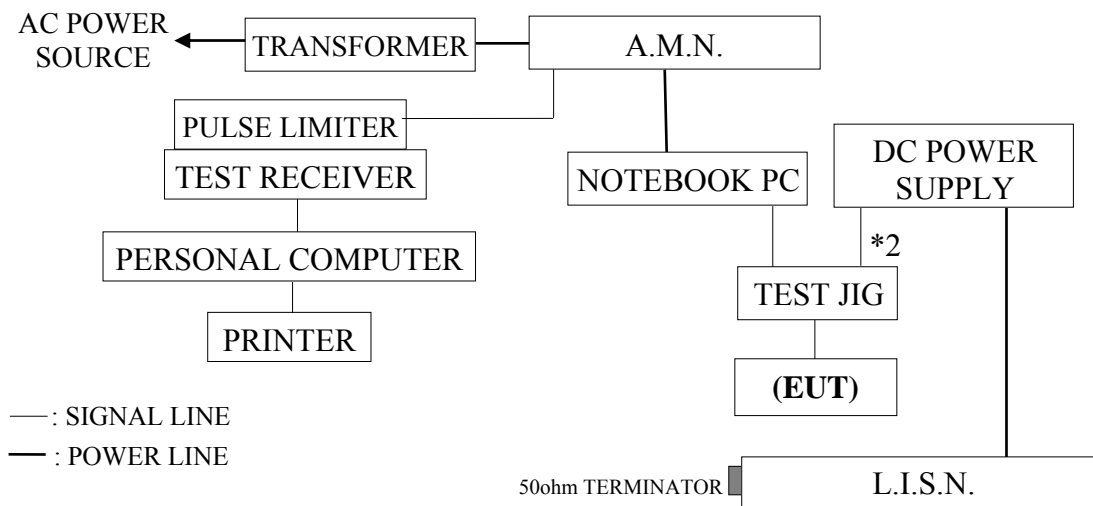 AC POWER
SOURCE
TRANSFORMER
A.M.N.
PULSE LIMITER
TEST RECEIVER
NOTEBOOK PC
DC POWER
SUPPLY
*2
PERSONAL COMPUTER
TEST JIG
PRINTER
(EUT)
: SIGNAL LINE
: POWER LINE
50ohm TERMINATOR
L.I.S.N.